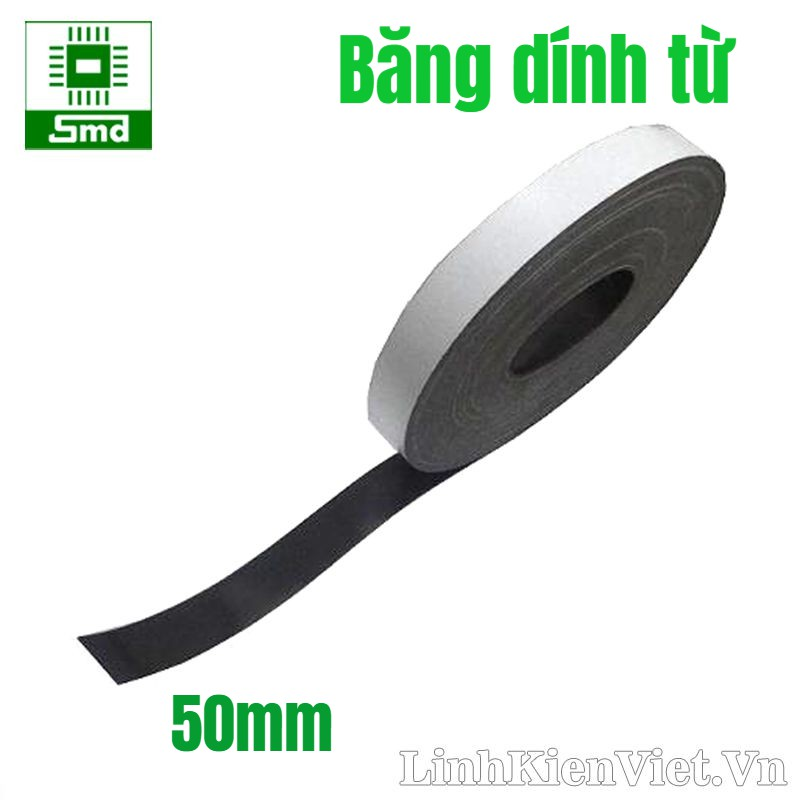 Smd
Băng dính từ
50mm
LinhKienViet.Vn